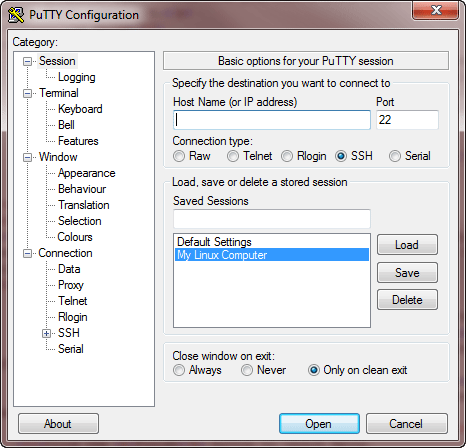 PuTTY Configuration
Category:
Session
Logging
Terminal
Keyboard
Bell
Features
Window
Appearance
Behaviour
Translation
Selection
Colours
Connection
Data
Proxy
Telnet
Rlogin
SSH
Serial
Basic options for your PuTTY session
Specify the destination you want to connect to
Host Name (or IP address) Port
22
Connection type:
Raw Telnet Rlogin SSH Serial
Load, save or delete a stored session
Saved Sessions
Default Settings
My Linux Computer
Load
Save
Delete
Close window on exit:
Always Never Only on clean exit
About Open Cancel